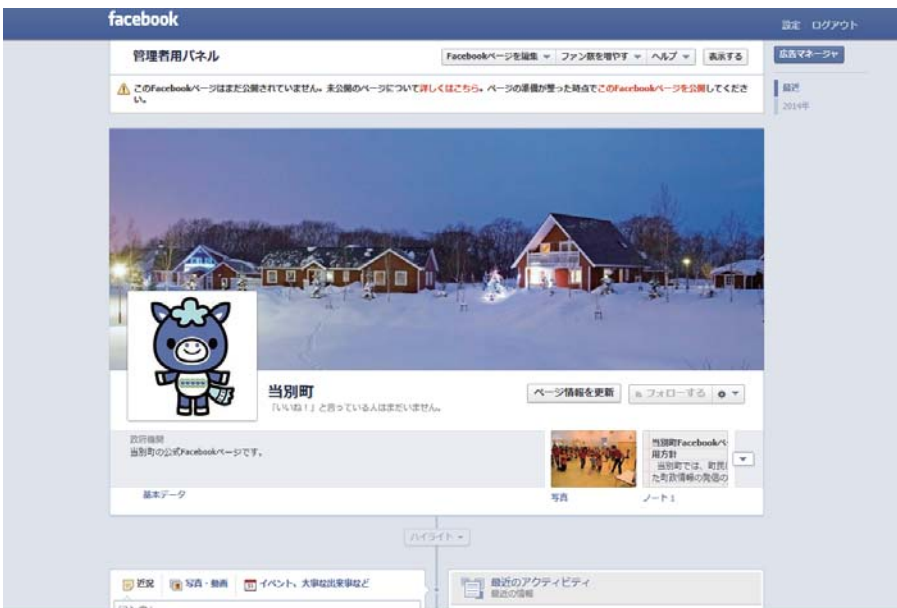 facebook
設定 ログアウト
管理者用パネル
Facebookページを編集 ファン数を増やす ヘルプ 表示する
広告マネージャ
このFacebookページはまだ公開されていません。未公開のページについて詳しくはこちら。ページの準備が整った時点でこのFacebookページを公開してくださ
い。
最近
2014年
当別町
「いいね！」と言っている人はまだいません。
ページ情報を更新 フォローする
政府機関
当別町の公式Facebookページです。
当別町Facebookペ
用方針
当別町では、町民
た町政情報の発信の
基本データ
写真
ノート 1
ハイライト
近況 写真・動画 イベント、大事な出来事など
最近のアクティビティ
最近の情報